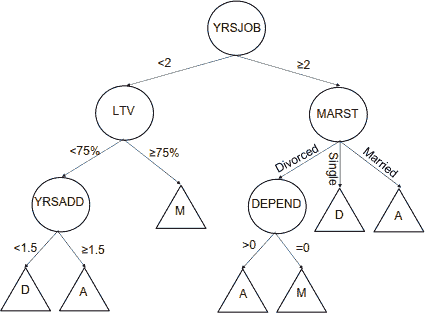 YRSJOB
<2
≥2
LTV
MARST
<75%
≥75%
Divorced
Single
Married
YRSADD
M
DEPEND
D
A
<1.5
≥1.5
>0
=0
D
A
A
M